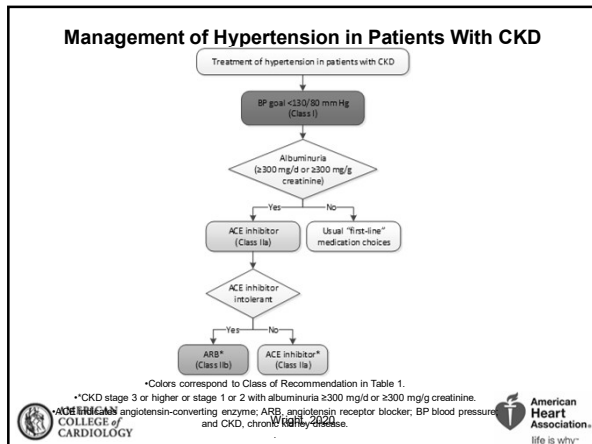 Management of Hypertension in Patients With CKD
Treatment of hypertension in patients with CKD
BP goal <130/80 mm Hg
(Class I)
Albuminuria
(≥300 mg/d or ≥300 mg/g
creatinine)
Yes
No
ACE inhibitor
(Class IIa)
Usual "first-line"
medication choices
ACE inhibitor
intolerant
Yes
No
ARB*
(Class IIb)
ACE inhibitor*
(Class IIa)
•Colors correspond to Class of Recommendation in Table 1.
•*CKD stage 3 or higher or stage 1 or 2 with albuminuria ≥300 mg/d or ≥300 mg/g creatinine.
•ACE indicates angiotensin-converting enzyme; ARB, angiotensin receptor blocker; BP blood pressure;
and CKD, chronic kidney disease.
Wright, 2020
.
AMERICAN
COLLEGE of
CARDIOLOGY
American
Heart
Association®
life is why™